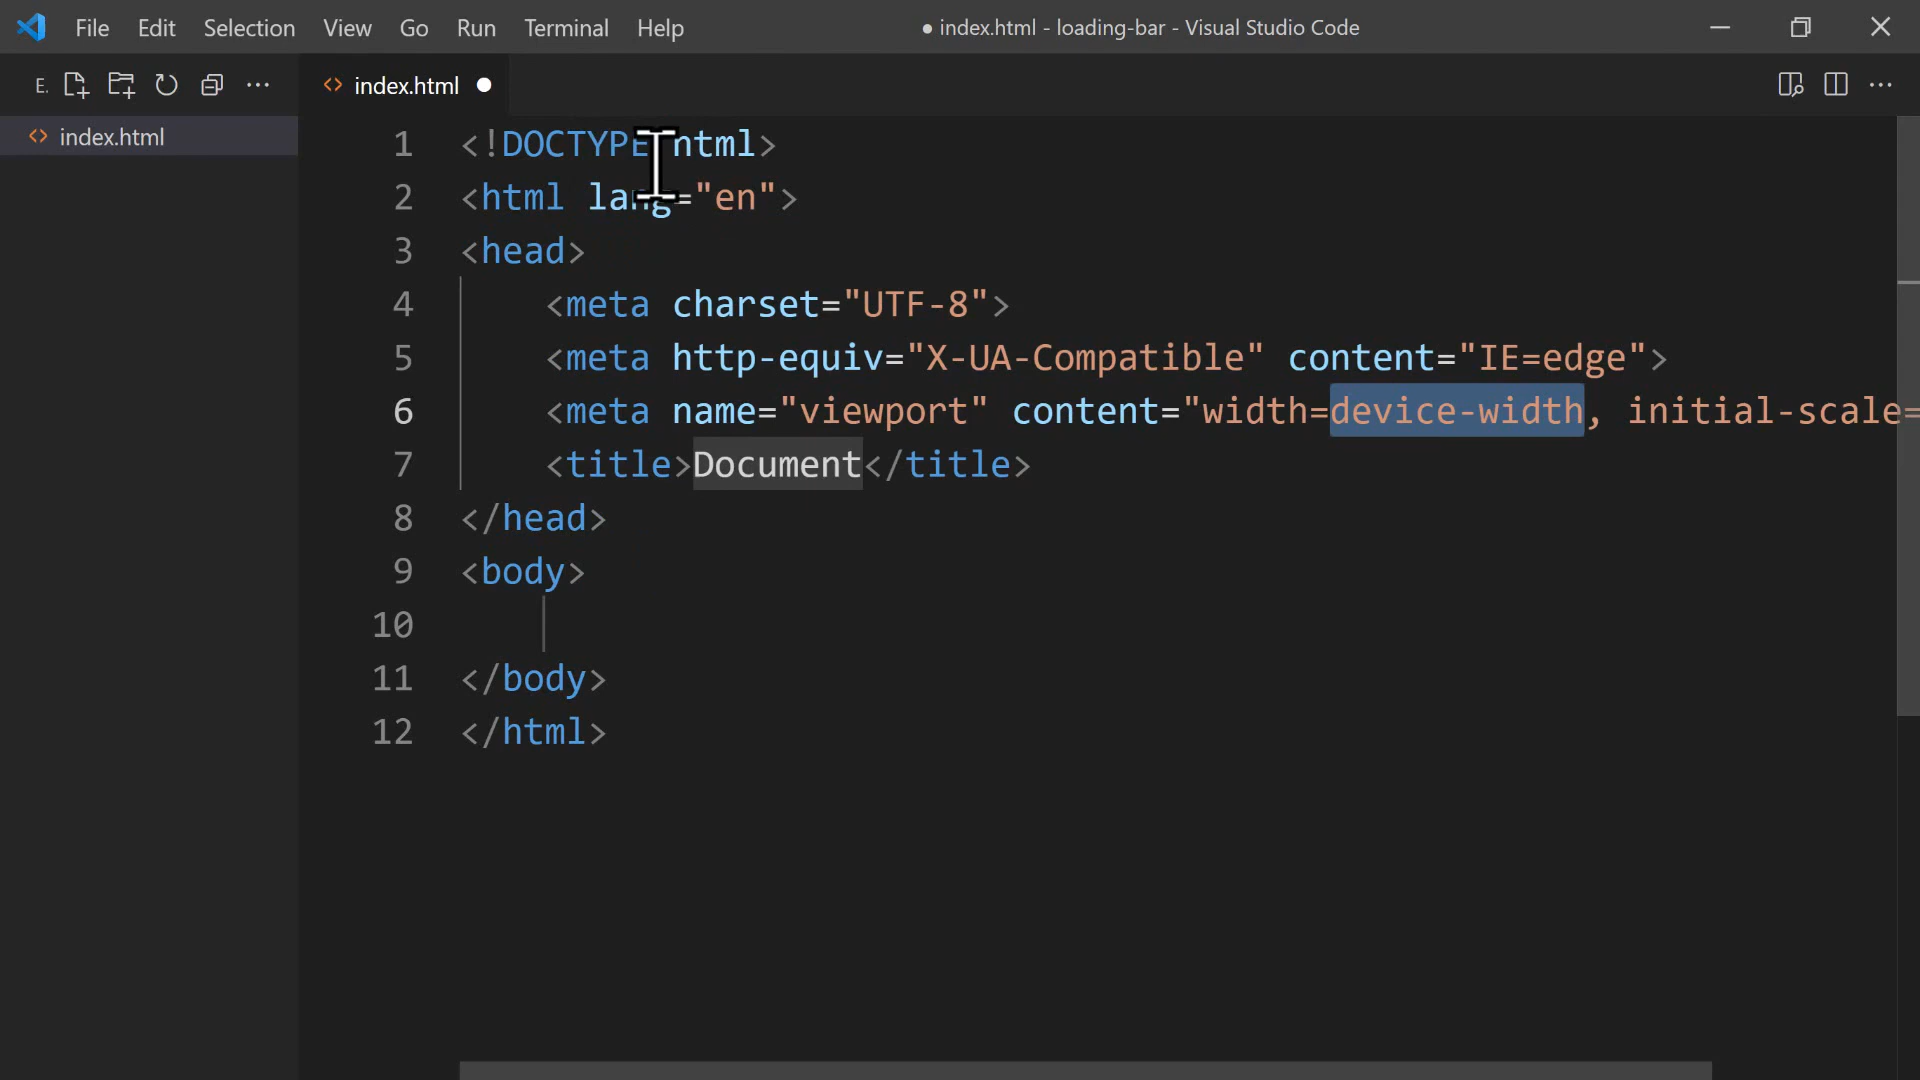 File Edit Selection View Go Run Terminal Help
● index.html - loading-bar - Visual Studio Code
E.
index.html
index.html
1 <!DOCTYPE html>
2 <html lang="en">
3 <head>
4 <meta charset="UTF-8">
5 <meta http-equiv="X-UA-Compatible" content="IE=edge">
6 <meta name="viewport" content="width=device-width, initial-scale=
7 <title>Document</title>
8 </head>
9 <body>
10
11 </body>
12 </html>